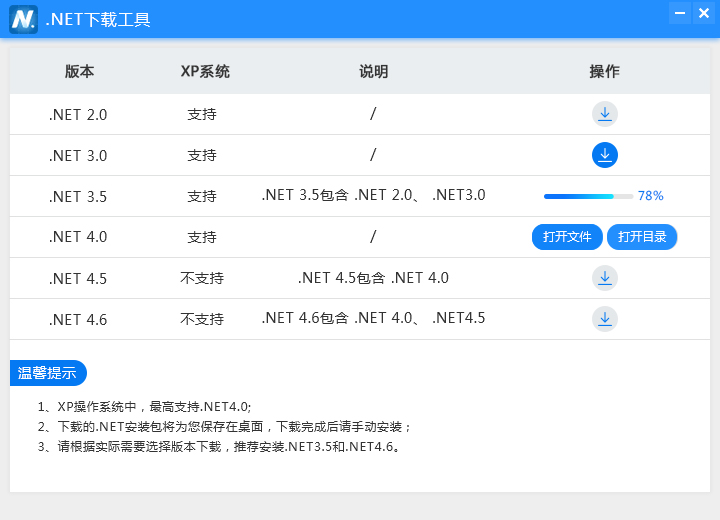 N.
.NET下载工具
版本 XP系统 说明 操作
.NET 2.0 支持 /
.NET 3.0 支持 /
.NET 3.5 支持 .NET 3.5包含 .NET 2.0、 .NET3.0 78%
.NET 4.0 支持 / 打开文件 打开目录
.NET 4.5 不支持 .NET 4.5包含 .NET 4.0
.NET 4.6 不支持 .NET 4.6包含 .NET 4.0、 .NET4.5
温馨提示
1、XP操作系统中，最高支持.NET4.0;
2、下载的.NET安装包将为您保存在桌面，下载完成后请手动安装；
3、请根据实际需要选择版本下载，推荐安装.NET3.5和.NET4.6。